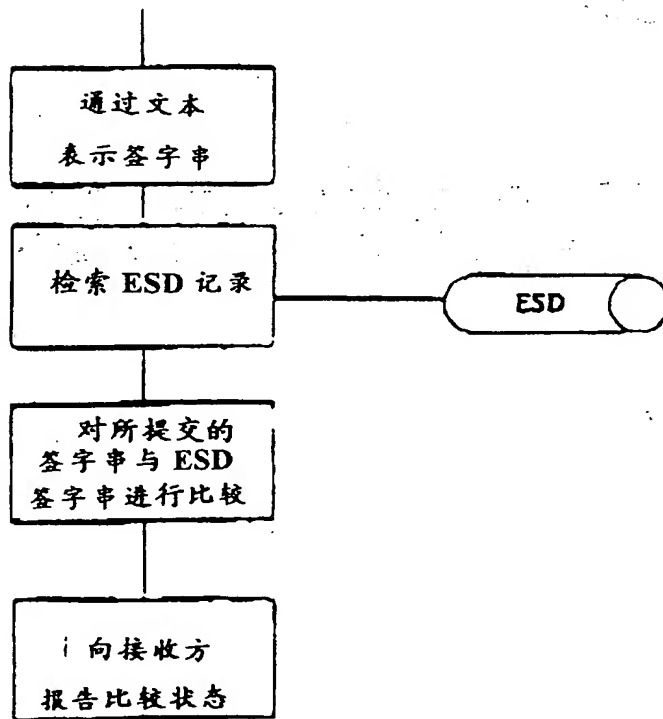 通过文本
表示签字串
检索 ESD 记录
ESD
对所提交的
签字串与 ESD
签字串进行比较
向接收方
报告比较状态